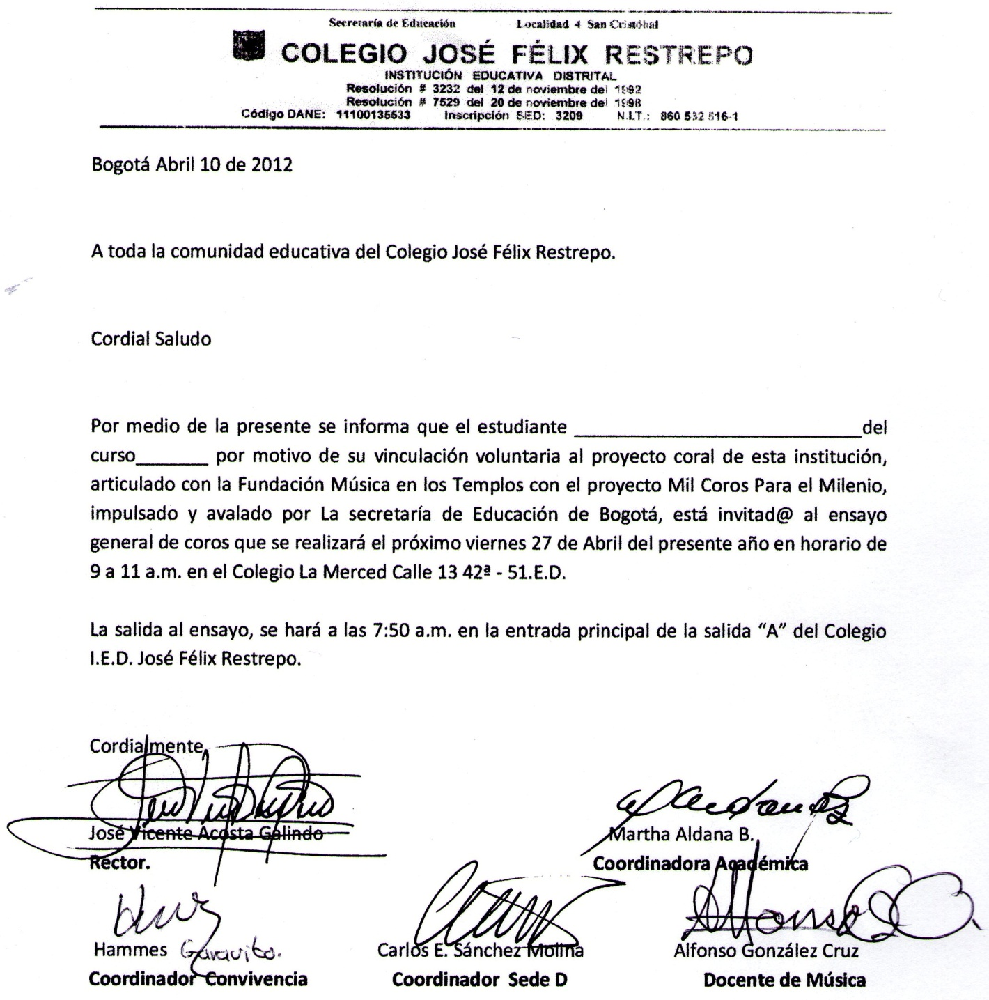 Secretaría de Educación Localidad 4 San Cristóbal
COLEGIO JOSÉ FÉLIX RESTREPO
INSTITUCIÓN EDUCATIVA DISTRITAL
Resolución # 3232 del 12 de noviembre del 1992
Resolución # 7529 del 20 de noviembre del 1998
Código DANE: 11100135533 Inscripción SED: 3209 N.I.T.: 860 532 516-1
Bogotá Abril 10 de 2012
A toda la comunidad educativa del Colegio José Félix Restrepo.
Cordial Saludo
Por medio de la presente se informa que el estudiante ____________________________del
curso_______ por motivo de su vinculación voluntaria al proyecto coral de esta institución,
articulado con la Fundación Música en los Templos con el proyecto Mil Coros Para el Milenio,
impulsado y avalado por La secretaría de Educación de Bogotá, está invitad@ al ensayo
general de coros que se realizará el próximo viernes 27 de Abril del presente año en horario de
9 a 11 a.m. en el Colegio La Merced Calle 13 42ª - 51.E.D.
La salida al ensayo, se hará a las 7:50 a.m. en la entrada principal de la salida “A” del Colegio
I.E.D. José Félix Restrepo.
Cordialmente,
José Vicente Acosta Galindo
Martha Aldana B.
Rector.
Coordinadora Académica
Alfonso G C.
Hammes Garavito.
Carlos E. Sánchez Molina
Alfonso González Cruz
Coordinador Convivencia
Coordinador Sede D
Docente de Música